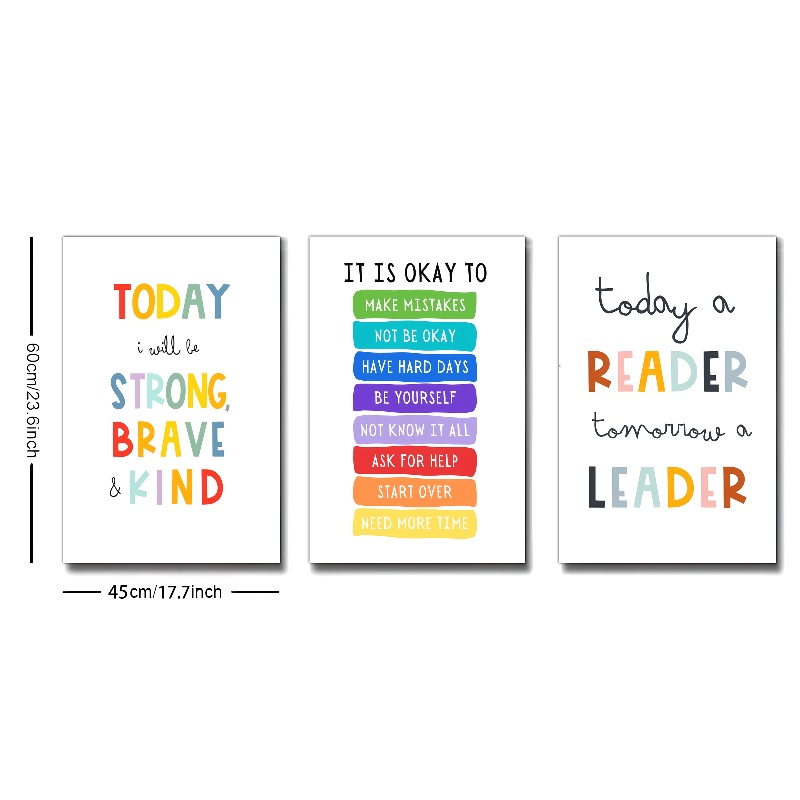 60cm/23.6inch
TODAY
i will be
STRONG,
BRAVE
& KIND
45cm/17.7inch
IT IS OKAY TO
MAKE MISTAKES
NOT BE OKAY
HAVE HARD DAYS
BE YOURSELF
NOT KNOW IT ALL
ASK FOR HELP
START OVER
NEED MORE TIME
today a
READER
tomorrow a
LEADER